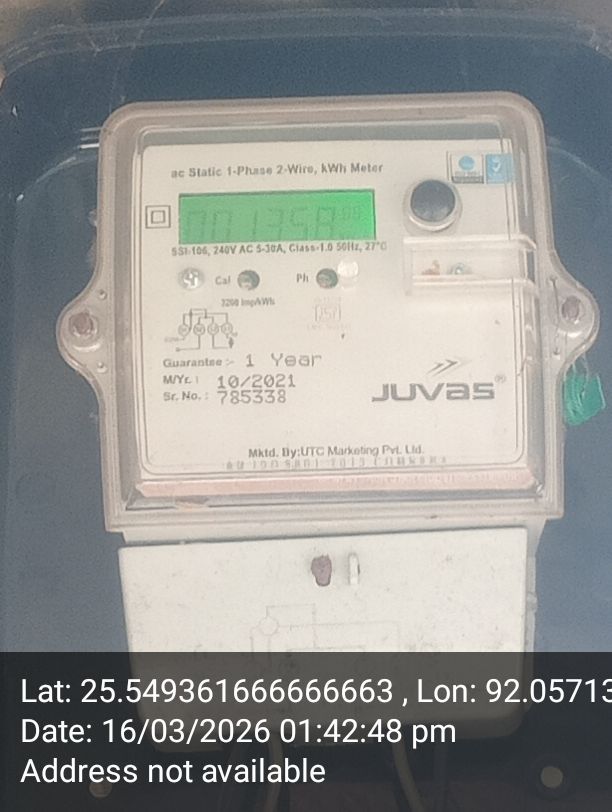 ac Static 1-Phase 2-Wire, kWh Meter
SSI-106, 240V AC 5-30A, Class-1.0 50Hz, 27°C
Cal
Ph
3200 imp/kWh
Guarantee :- 1 Year
M/Yr. : 10/2021
Sr. No. : 785338
JUVAS®
Mktd. By:UTC Marketing Pvt. Ltd.
Lat: 25.549361666666663 , Lon: 92.05713
Date: 16/03/2026 01:42:48 pm
Address not available